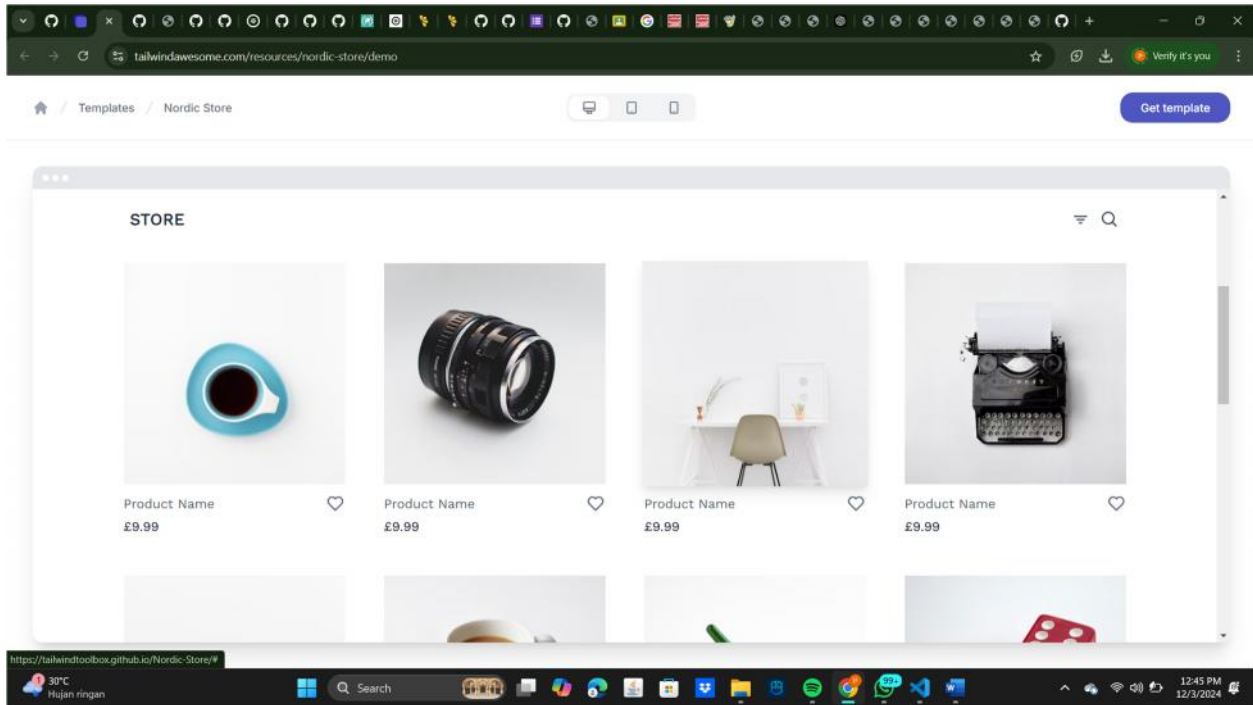 tailwindawesome.com/resources/nordic-store/demo
Verify it's you
Templates / Nordic Store
Get template
STORE
Product Name
£9.99
Product Name
£9.99
Product Name
£9.99
Product Name
£9.99
https://tailwindtoolbox.github.io/Nordic-Store/#
1
30°C
Hujan ringan
Search
99+
12:45 PM
12/3/2024